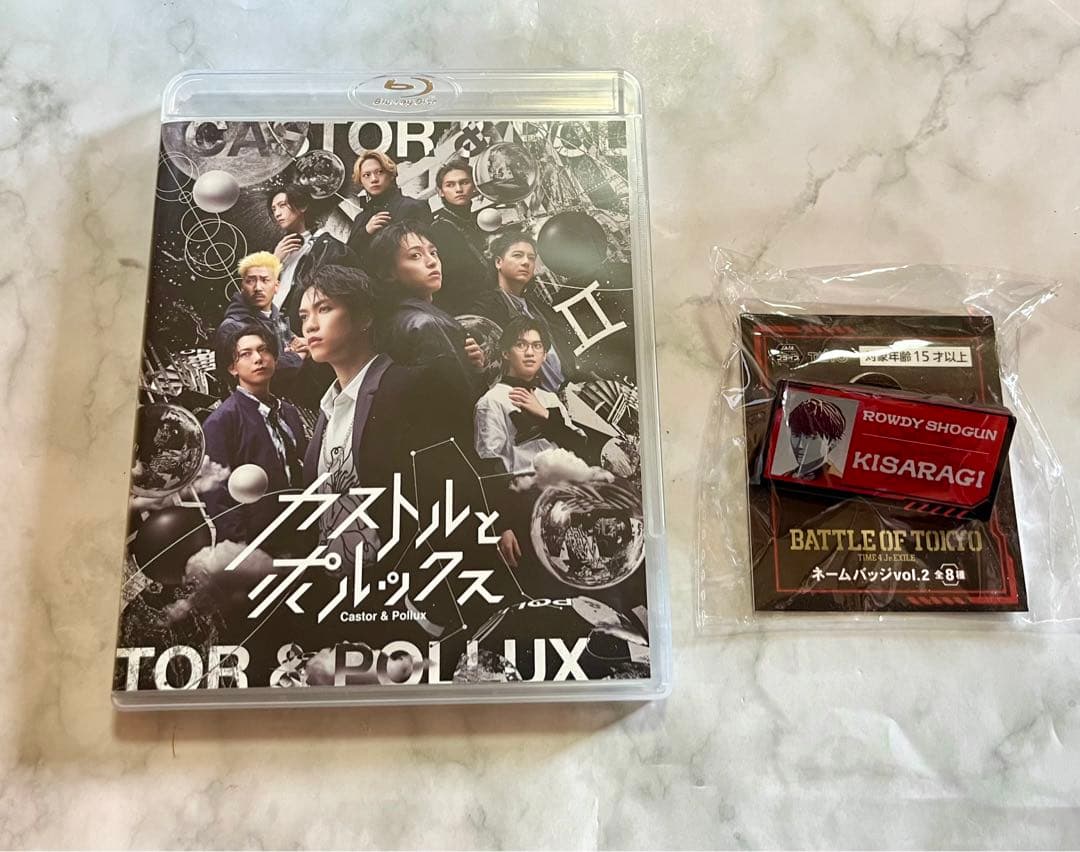 Blu-ray Disc
CASTOR & POL
カストルと
ポルックス
Castor & Pollux
TOR & POLLUX
対象年齢15才以上
ROWDY SHOGUN
KISARAGI
BATTLE OF TOKYO
TIME 4 Jr.EXILE
ネームバッジvol.2 全8種